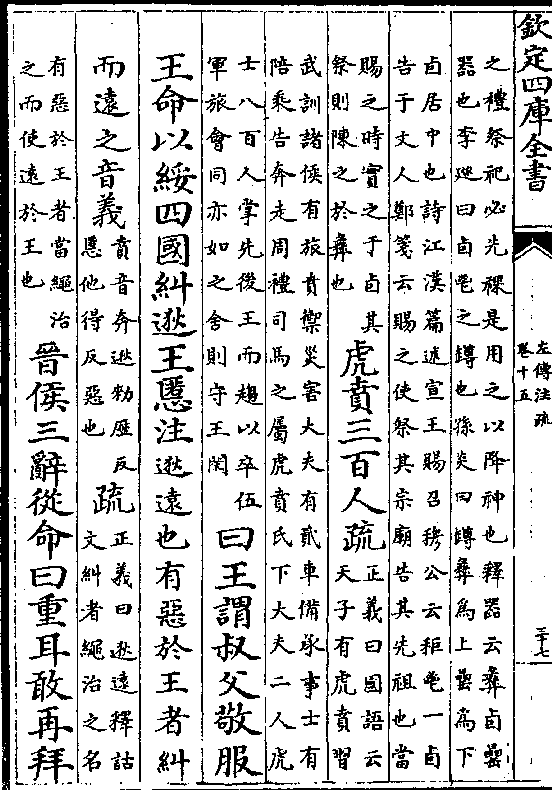 欽定四庫全書
左傳注疏
卷十五
三十七
之禮祭祀必先祼是用之以降神也釋器云彝卣罍
器也李廵曰卣鬯之罇也孫炎曰罇彝為上罍為下
卣居中也詩江漢篇述宣王賜召穆公云秬鬯一卣
告于文人鄭箋云賜之使祭其宗廟告其先祖也當
賜之時實之于卣其
祭則陳之於彝也
虎賁三百人疏
正義曰國語云
天子有虎賁習
武訓諸侯有旅賁禦災害大夫有貳車備承事士有
陪乘告奔走周禮司馬之屬虎賁氏下大夫二人虎
士八百人掌先後王而趨以卒伍
軍旅會同亦如之舍則守王閑
曰王謂叔父敬服
王命以綏四國糾逖王慝注逖遠也有惡於王者糾
而遠之音義
賁音奔逖勑歴反
慝他得反惡也
疏
正義曰逖遠釋詁
文糾者繩治之名
有惡於王者當繩治
之而使遠於王也
晉侯三辭從命曰重耳敢再拜